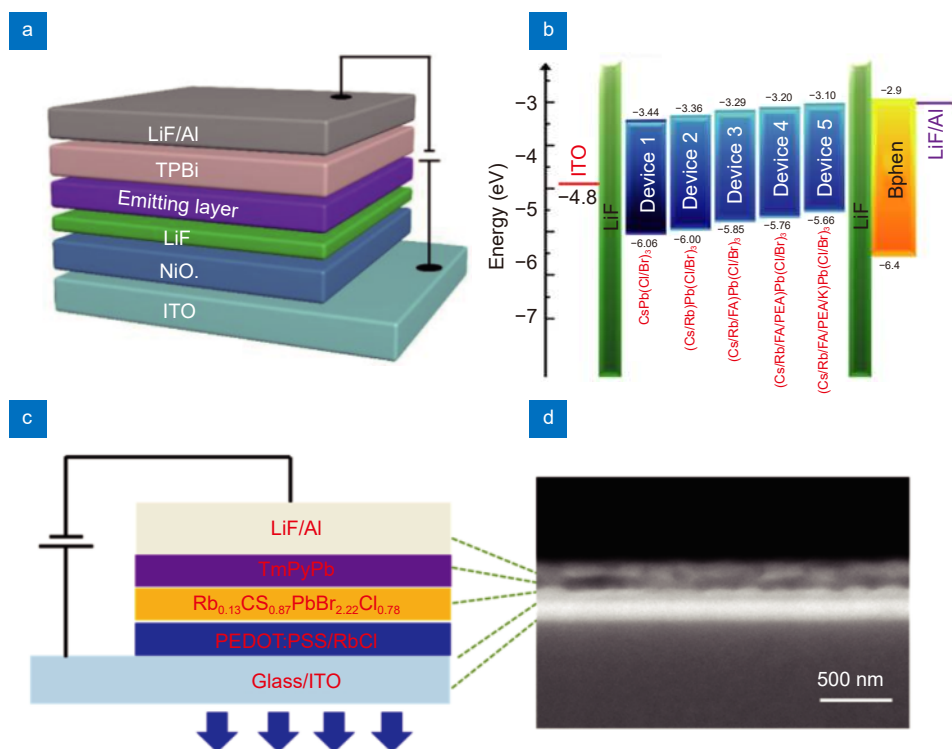 a
LiF/Al
TPBi
Emitting layer
LiF
NiO.
ITO
b
Energy (eV)
−3
−4
−5
−6
−7
ITO
−4.8
LiF
−3.44
Device 1
−6.06
CsPb(Cl/Br)₃
−3.36
Device 2
−6.00
(Cs/Rb)Pb(Cl/Br)₃
−3.29
Device 3
−5.85
(Cs/Rb/FA)Pb(Cl/Br)₃
−3.20
Device 4
−5.76
(Cs/Rb/FA/PEA)Pb(Cl/Br)₃
−3.10
Device 5
−5.66
(Cs/Rb/FA/PEA/K)Pb(Cl/Br)₃
LiF
−2.9
Bphen
−6.4
LiF/Al
c
LiF/Al
TmPyPb
Rb₀.₁₃CS₀.₈₇PbBr₂.₂₂Cl₀.₇₈
PEDOT:PSS/RbCl
Glass/ITO
d
500 nm